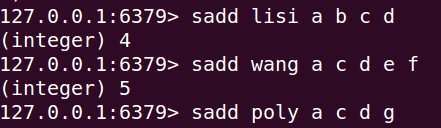 127.0.0.1:6379> sadd lisi a b c d
(integer) 4
127.0.0.1:6379> sadd wang a c d e f
(integer) 5
127.0.0.1:6379> sadd poly a c d g